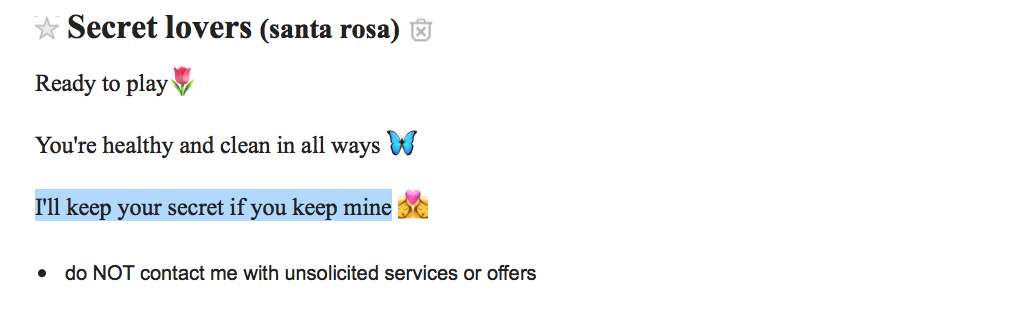 Secret lovers (santa rosa)
Ready to play🌷
You're healthy and clean in all ways 🦋
I'll keep your secret if you keep mine 💏
• do NOT contact me with unsolicited services or offers